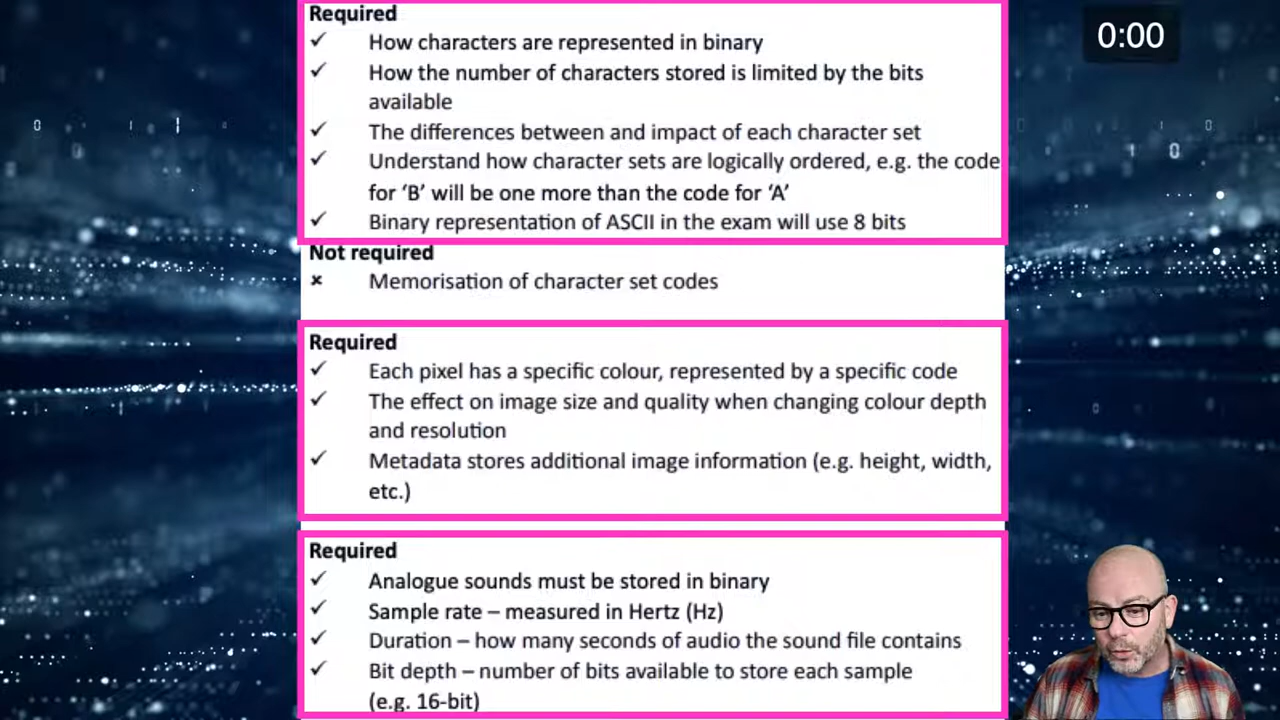 Required
0:00
✓ How characters are represented in binary
✓ How the number of characters stored is limited by the bits
available
✓ The differences between and impact of each character set
✓ Understand how character sets are logically ordered, e.g. the code
for ‘B’ will be one more than the code for ‘A’
✓ Binary representation of ASCII in the exam will use 8 bits
Not required
× Memorisation of character set codes
Required
✓ Each pixel has a specific colour, represented by a specific code
✓ The effect on image size and quality when changing colour depth
and resolution
✓ Metadata stores additional image information (e.g. height, width,
etc.)
Required
✓ Analogue sounds must be stored in binary
✓ Sample rate – measured in Hertz (Hz)
✓ Duration – how many seconds of audio the sound file contains
✓ Bit depth – number of bits available to store each sample
(e.g. 16-bit)